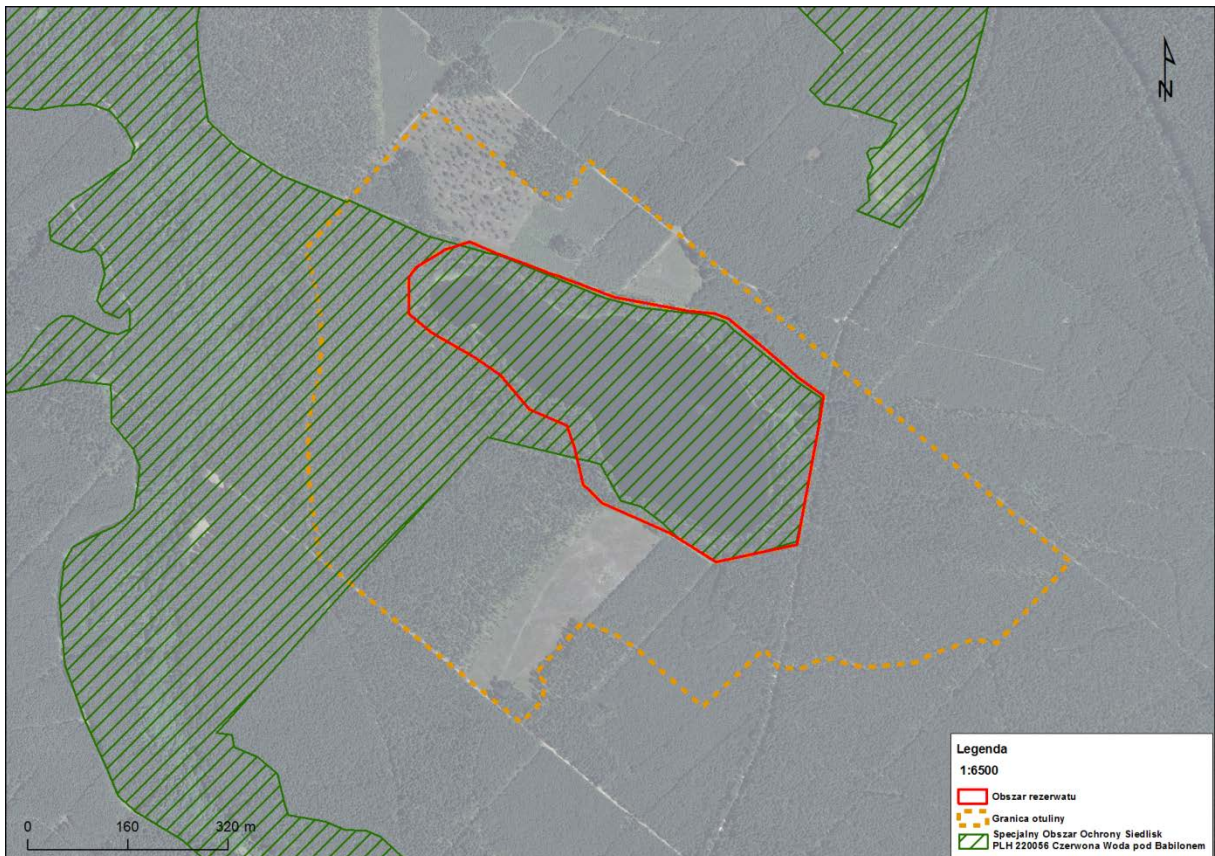 N
Legenda
1:6500
Obszar rezerwatu
Granica otuliny
Specjalny Obszar Ochrony Siedlisk
PLH 220056 Czerwona Woda pod Babilonem
0 160 320 m